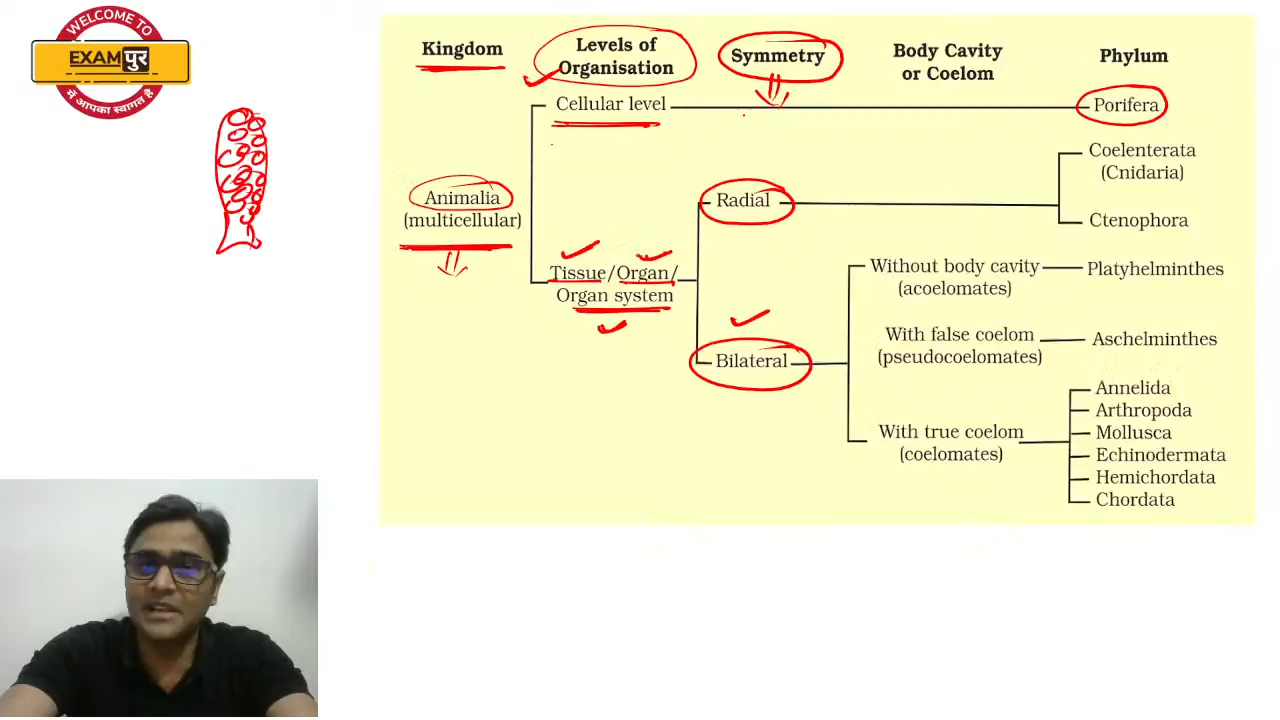 WELCOME TO
EXAMपुर
में आपका स्वागत है
Kingdom
Levels of
Organisation
Symmetry
Body Cavity
or Coelom
Phylum
Cellular level
Porifera
Coelenterata
(Cnidaria)
Animalia
(multicellular)
Radial
Ctenophora
Tissue/Organ/
Organ system
Without body cavity
(acoelomates)
Platyhelminthes
With false coelom
(pseudocoelomates)
Aschelminthes
Bilateral
With true coelom
(coelomates)
Annelida
Arthropoda
Mollusca
Echinodermata
Hemichordata
Chordata